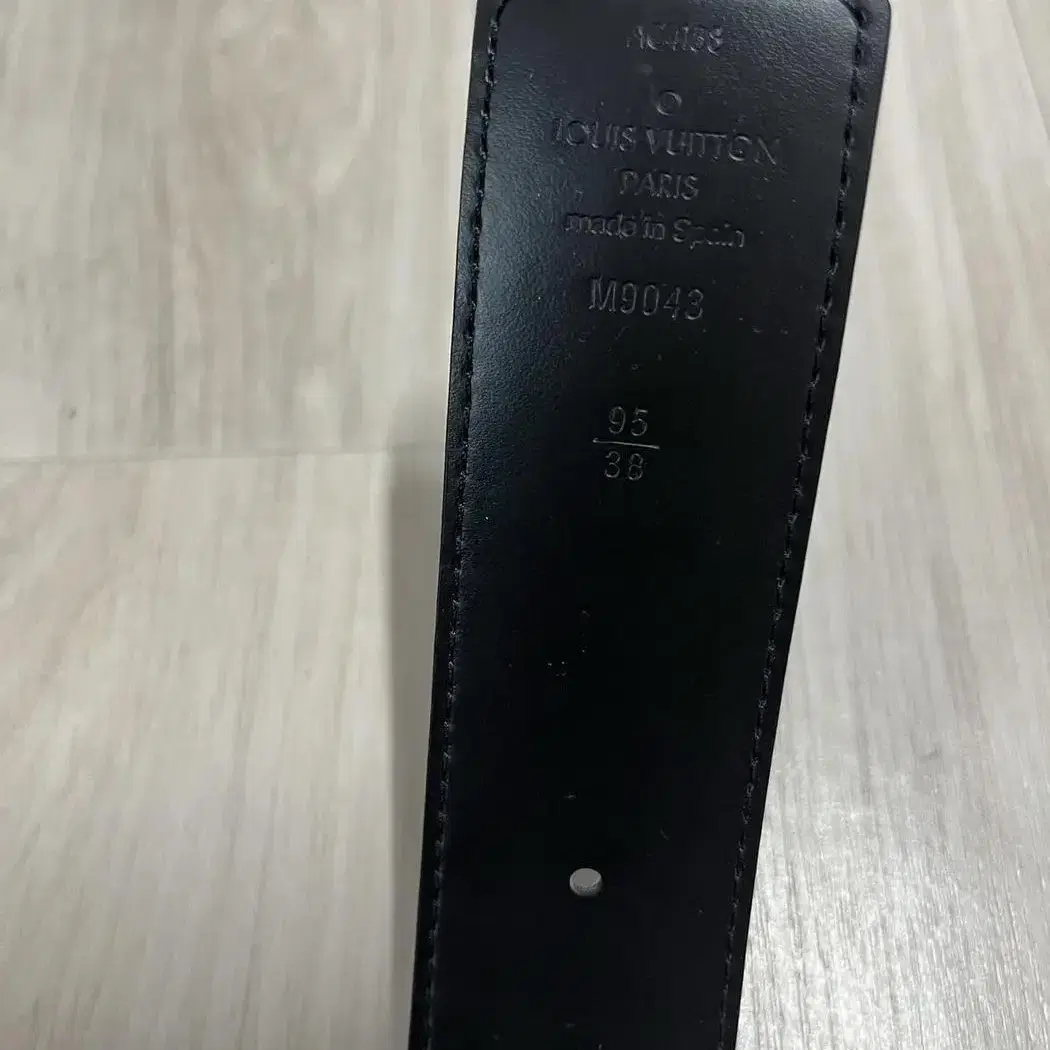 O
LOUIS VUITTON
PARIS
made in Spain
M9043
95
38